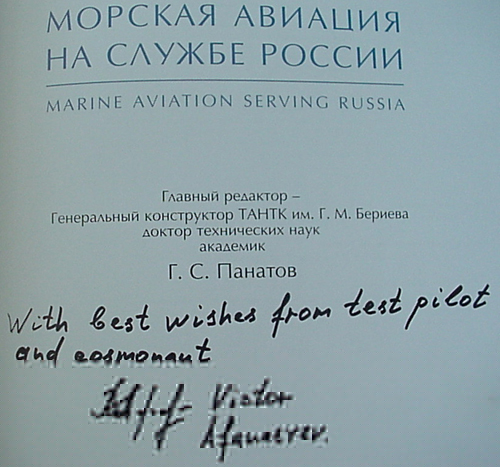 МОРСКАЯ АВИАЦИЯ
НА СЛУЖБЕ РОССИИ
MARINE AVIATION SERVING RUSSIA
Главный редактор –
Генеральный конструктор ТАНТК им. Г. М. Бериева
доктор технических наук
академик
Г. С. Панатов
With best wishes from test pilot
and cosmonaut
Victor
Afanasyev